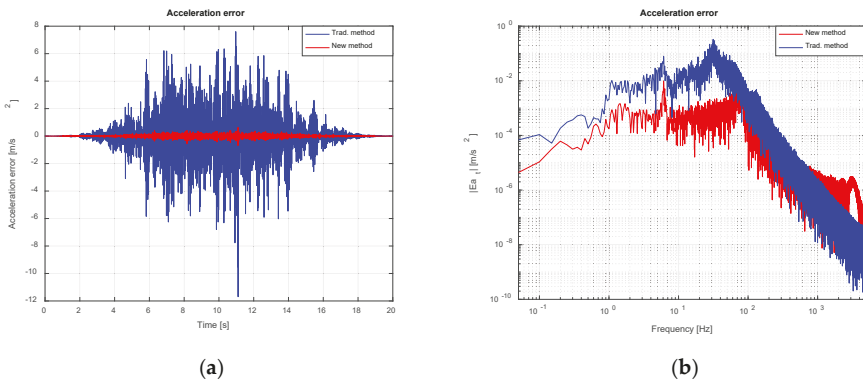 Acceleration error
Trad. method
New method
8
6
4
2
0
-2
-4
-6
-8
-10
-12
Acceleration error [m/s 2]
0 2 4 6 8 10 12 14 16 18 20
Time [s]
(a)
Acceleration error
New method
Trad. method
10 0
10 -2
10 -4
10 -6
10 -8
10 -10
|Ea t| [m/s 2]
10 -1 10 0 10 1 10 2 10 3
Frequency [Hz]
(b)